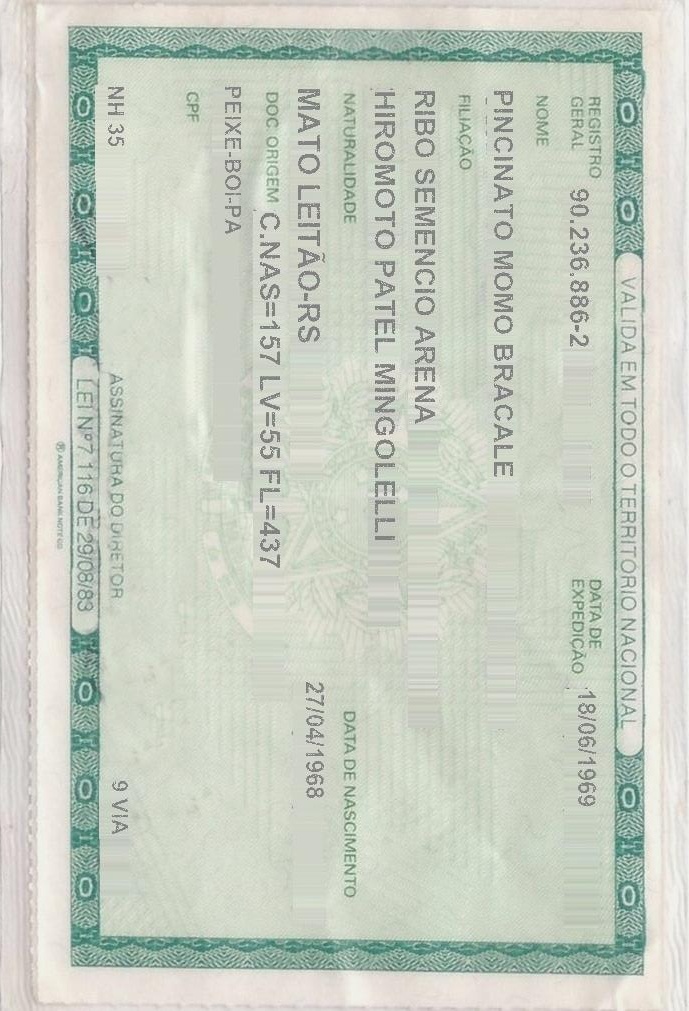 VALIDA EM TODO O TERRITÓRIO NACIONAL
REGISTRO GERAL 90.236.886-2 DATA DE EXPEDIÇÃO 18/06/1969
NOME
PINCINATO MOMO BRACALE
FILIAÇÃO
RIBO SEMENCIO ARENA
HIROMOTO PATEL MINGOLELLI
NATURALIDADE DATA DE NASCIMENTO
MATO LEITÃO-RS 27/04/1968
DOC ORIGEM C.NAS=157 LV=55 FL=437
PEIXE-BOI-PA
CPF
NH 35 ASSINATURA DO DIRETOR 9 VIA
LEI Nº 7.116 DE 29/08/83
AMERICAN BANK NOTE CO